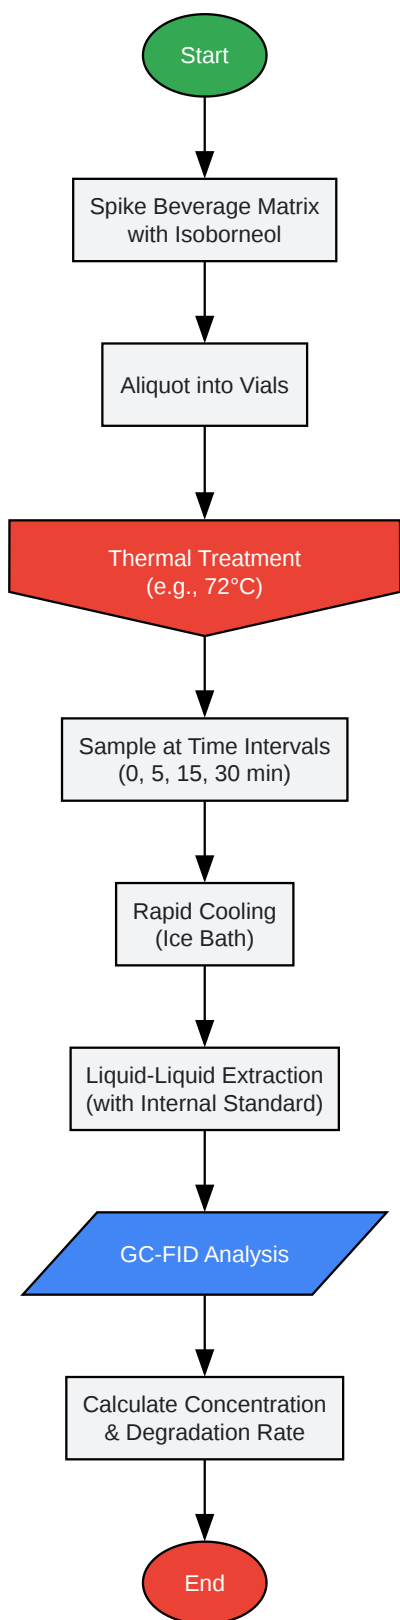 Start
Spike Beverage Matrix
with Isoborneol
Aliquot into Vials
Thermal Treatment
(e.g., 72°C)
Sample at Time Intervals
(0, 5, 15, 30 min)
Rapid Cooling
(Ice Bath)
Liquid-Liquid Extraction
(with Internal Standard)
GC-FID Analysis
Calculate Concentration
& Degradation Rate
End